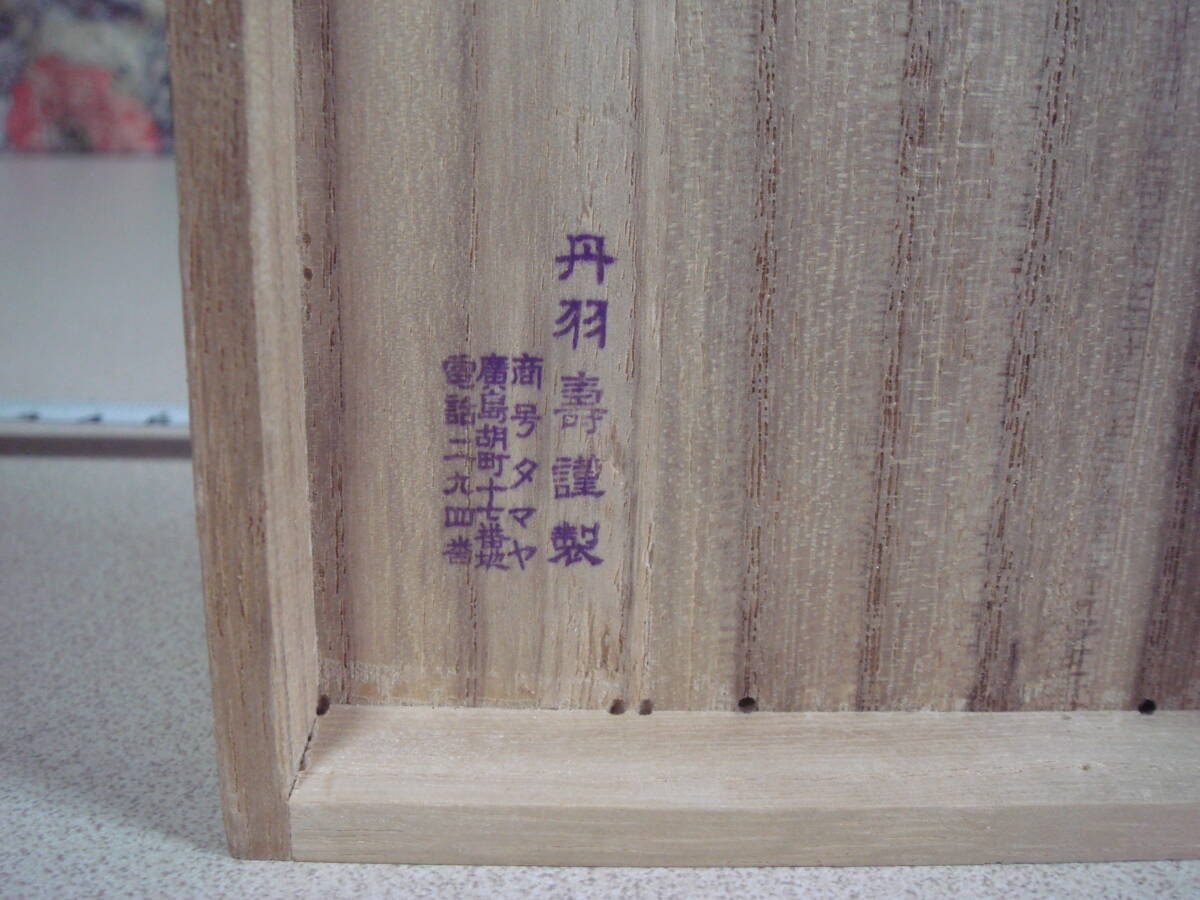 丹羽壽謹製
商号タマヤ
廣島胡町十七番地
電話二九四番